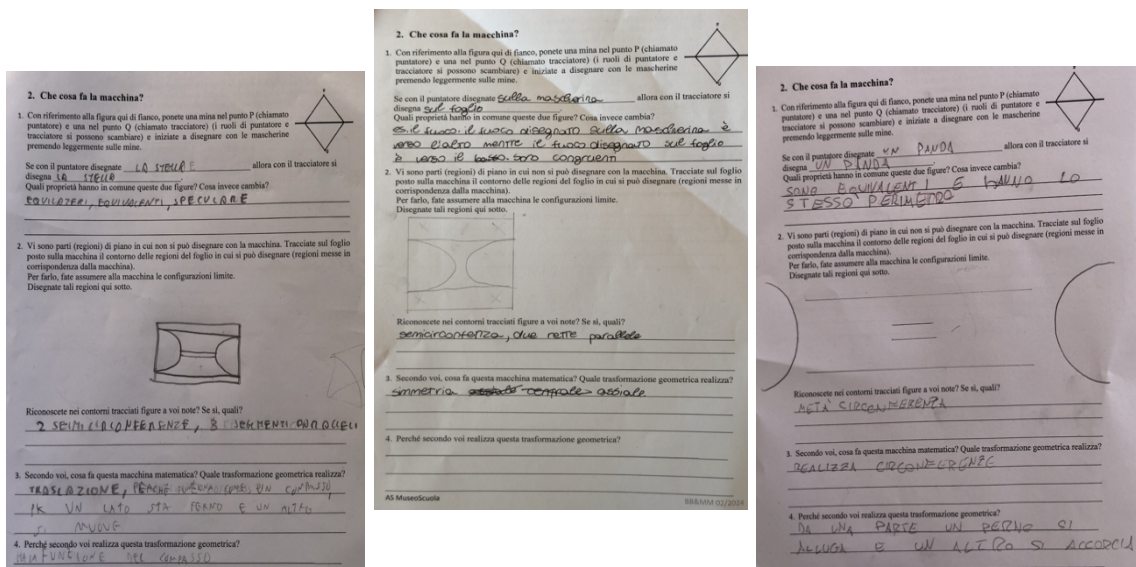 2. Che cosa fa la macchina?
1. Con riferimento alla figura qui di fianco, ponete una mina nel punto P (chiamato
puntatore) e una nel punto Q (chiamato tracciatore) (i ruoli di puntatore e
tracciatore si possono scambiare) e iniziate a disegnare con le mascherine
premendo leggermente sulle mine.
Se con il puntatore disegnate LA STELLA allora con il tracciatore si
disegna LA STELLA
Quali proprietà hanno in comune queste due figure? Cosa invece cambia?
EQUILATERI, EQUIVALENTI, SPECULARE
2. Vi sono parti (regioni) di piano in cui non si può disegnare con la macchina. Tracciate sul foglio
posto sulla macchina il contorno delle regioni del foglio in cui si può disegnare (regioni messe in
corrispondenza dalla macchina).
Per farlo, fate assumere alla macchina le configurazioni limite.
Disegnate tali regioni qui sotto.
Riconoscete nei contorni tracciati figure a voi note? Se sì, quali?
2 SEMICIRCONFERENZE, 3 SEGMENTI
3. Secondo voi, cosa fa questa macchina matematica? Quale trasformazione geometrica realizza?
TRASLAZIONE, PERCHÉ COME UN COMPASSO,
UN LATO STA FERMO E UN ALTRO
SI MUOVE
4. Perché secondo voi realizza questa trasformazione geometrica?
FUNZIONE DEL COMPASSO
2. Che cosa fa la macchina?
1. Con riferimento alla figura qui di fianco, ponete una mina nel punto P (chiamato
puntatore) e una nel punto Q (chiamato tracciatore) (i ruoli di puntatore e
tracciatore si possono scambiare) e iniziate a disegnare con le mascherine
premendo leggermente sulle mine.
Se con il puntatore disegnate sulla mascherina allora con il tracciatore si
disegna sul foglio
Quali proprietà hanno in comune queste due figure? Cosa invece cambia?
es. il fuoco: il fuoco disegnato sulla mascherina è
verso l'alto mentre il fuoco disegnato sul foglio
è verso il basso. sono congruenti
2. Vi sono parti (regioni) di piano in cui non si può disegnare con la macchina. Tracciate sul foglio
posto sulla macchina il contorno delle regioni del foglio in cui si può disegnare (regioni messe in
corrispondenza dalla macchina).
Per farlo, fate assumere alla macchina le configurazioni limite.
Disegnate tali regioni qui sotto.
Riconoscete nei contorni tracciati figure a voi note? Se sì, quali?
semicirconferenza, due rette parallele
3. Secondo voi, cosa fa questa macchina matematica? Quale trasformazione geometrica realizza?
simmetria centrale assiale
4. Perché secondo voi realizza questa trasformazione geometrica?
AS MuseoScuola
BB&MM 02/2024
2. Che cosa fa la macchina?
1. Con riferimento alla figura qui di fianco, ponete una mina nel punto P (chiamato
puntatore) e una nel punto Q (chiamato tracciatore) (i ruoli di puntatore e
tracciatore si possono scambiare) e iniziate a disegnare con le mascherine
premendo leggermente sulle mine.
Se con il puntatore disegnate UN PANDA allora con il tracciatore si
disegna UN PANDA
Quali proprietà hanno in comune queste due figure? Cosa invece cambia?
SONO EQUIVALENTI E HANNO LO
STESSO PERIMETRO
2. Vi sono parti (regioni) di piano in cui non si può disegnare con la macchina. Tracciate sul foglio
posto sulla macchina il contorno delle regioni del foglio in cui si può disegnare (regioni messe in
corrispondenza dalla macchina).
Per farlo, fate assumere alla macchina le configurazioni limite.
Disegnate tali regioni qui sotto.
Riconoscete nei contorni tracciati figure a voi note? Se sì, quali?
METÀ CIRCONFERENZA
3. Secondo voi, cosa fa questa macchina matematica? Quale trasformazione geometrica realizza?
REALIZZA CIRCONFERENZE
4. Perché secondo voi realizza questa trasformazione geometrica?
DA UNA PARTE UN PERNO SI
ALLUGA E UN ALTRO SI ACCORCIA